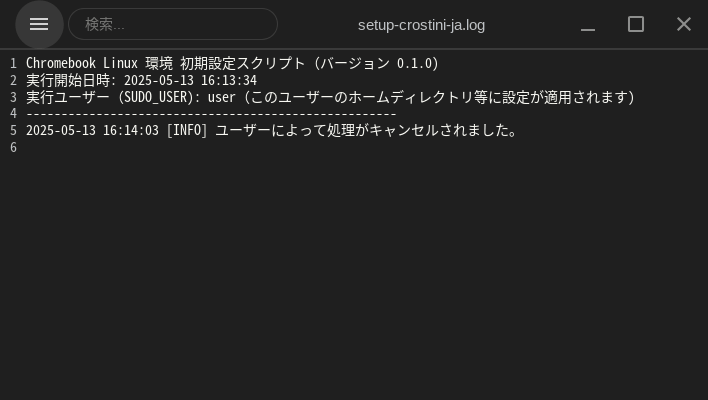 検索...
setup-crostini-ja.log
1 Chromebook Linux 環境 初期設定スクリプト (バージョン 0.1.0)
2 実行開始日時: 2025-05-13 16:13:34
3 実行ユーザー (SUDO_USER): user (このユーザーのホームディレクトリ等に設定が適用されます)
4 -----------------------------------------------------
5 2025-05-13 16:14:03 [INFO] ユーザーによって処理がキャンセルされました。
6